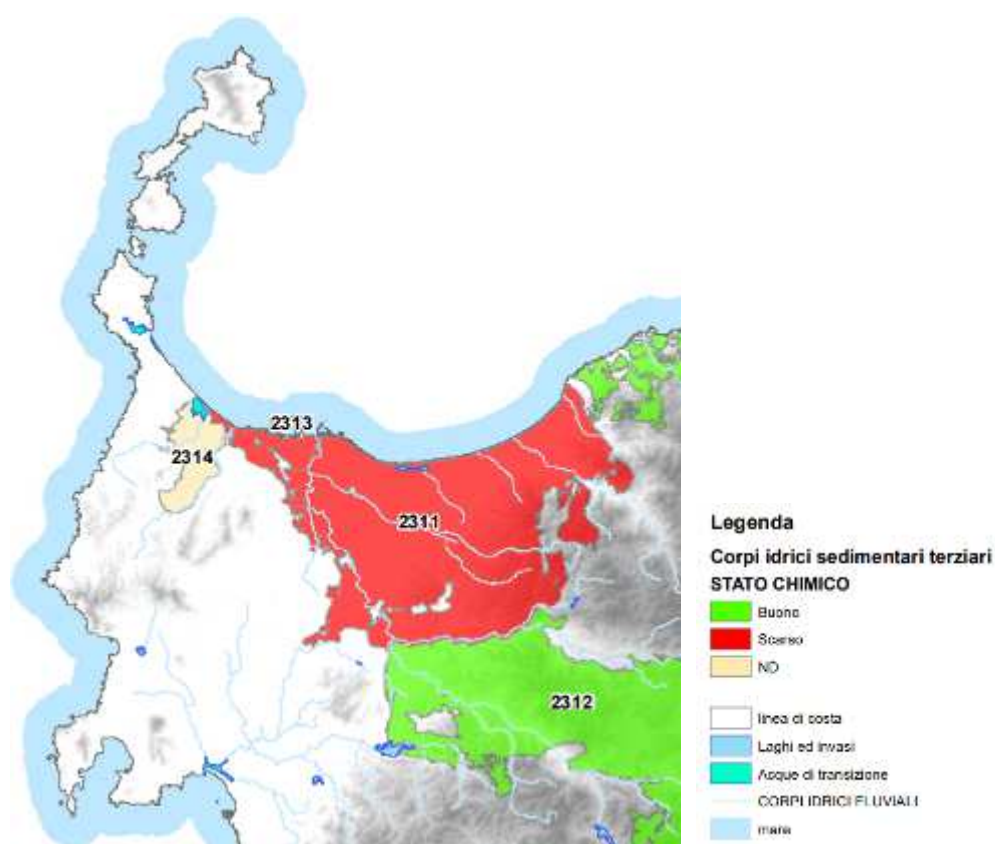 2313
2314
2311
2312
Legenda
Corpi idrici sedimentari terziari
STATO CHIMICO
Buono
Scarso
ND
linea di costa
Laghi ed invasi
Acque di transizione
CORPI IDRICI FLUVIALI
mare